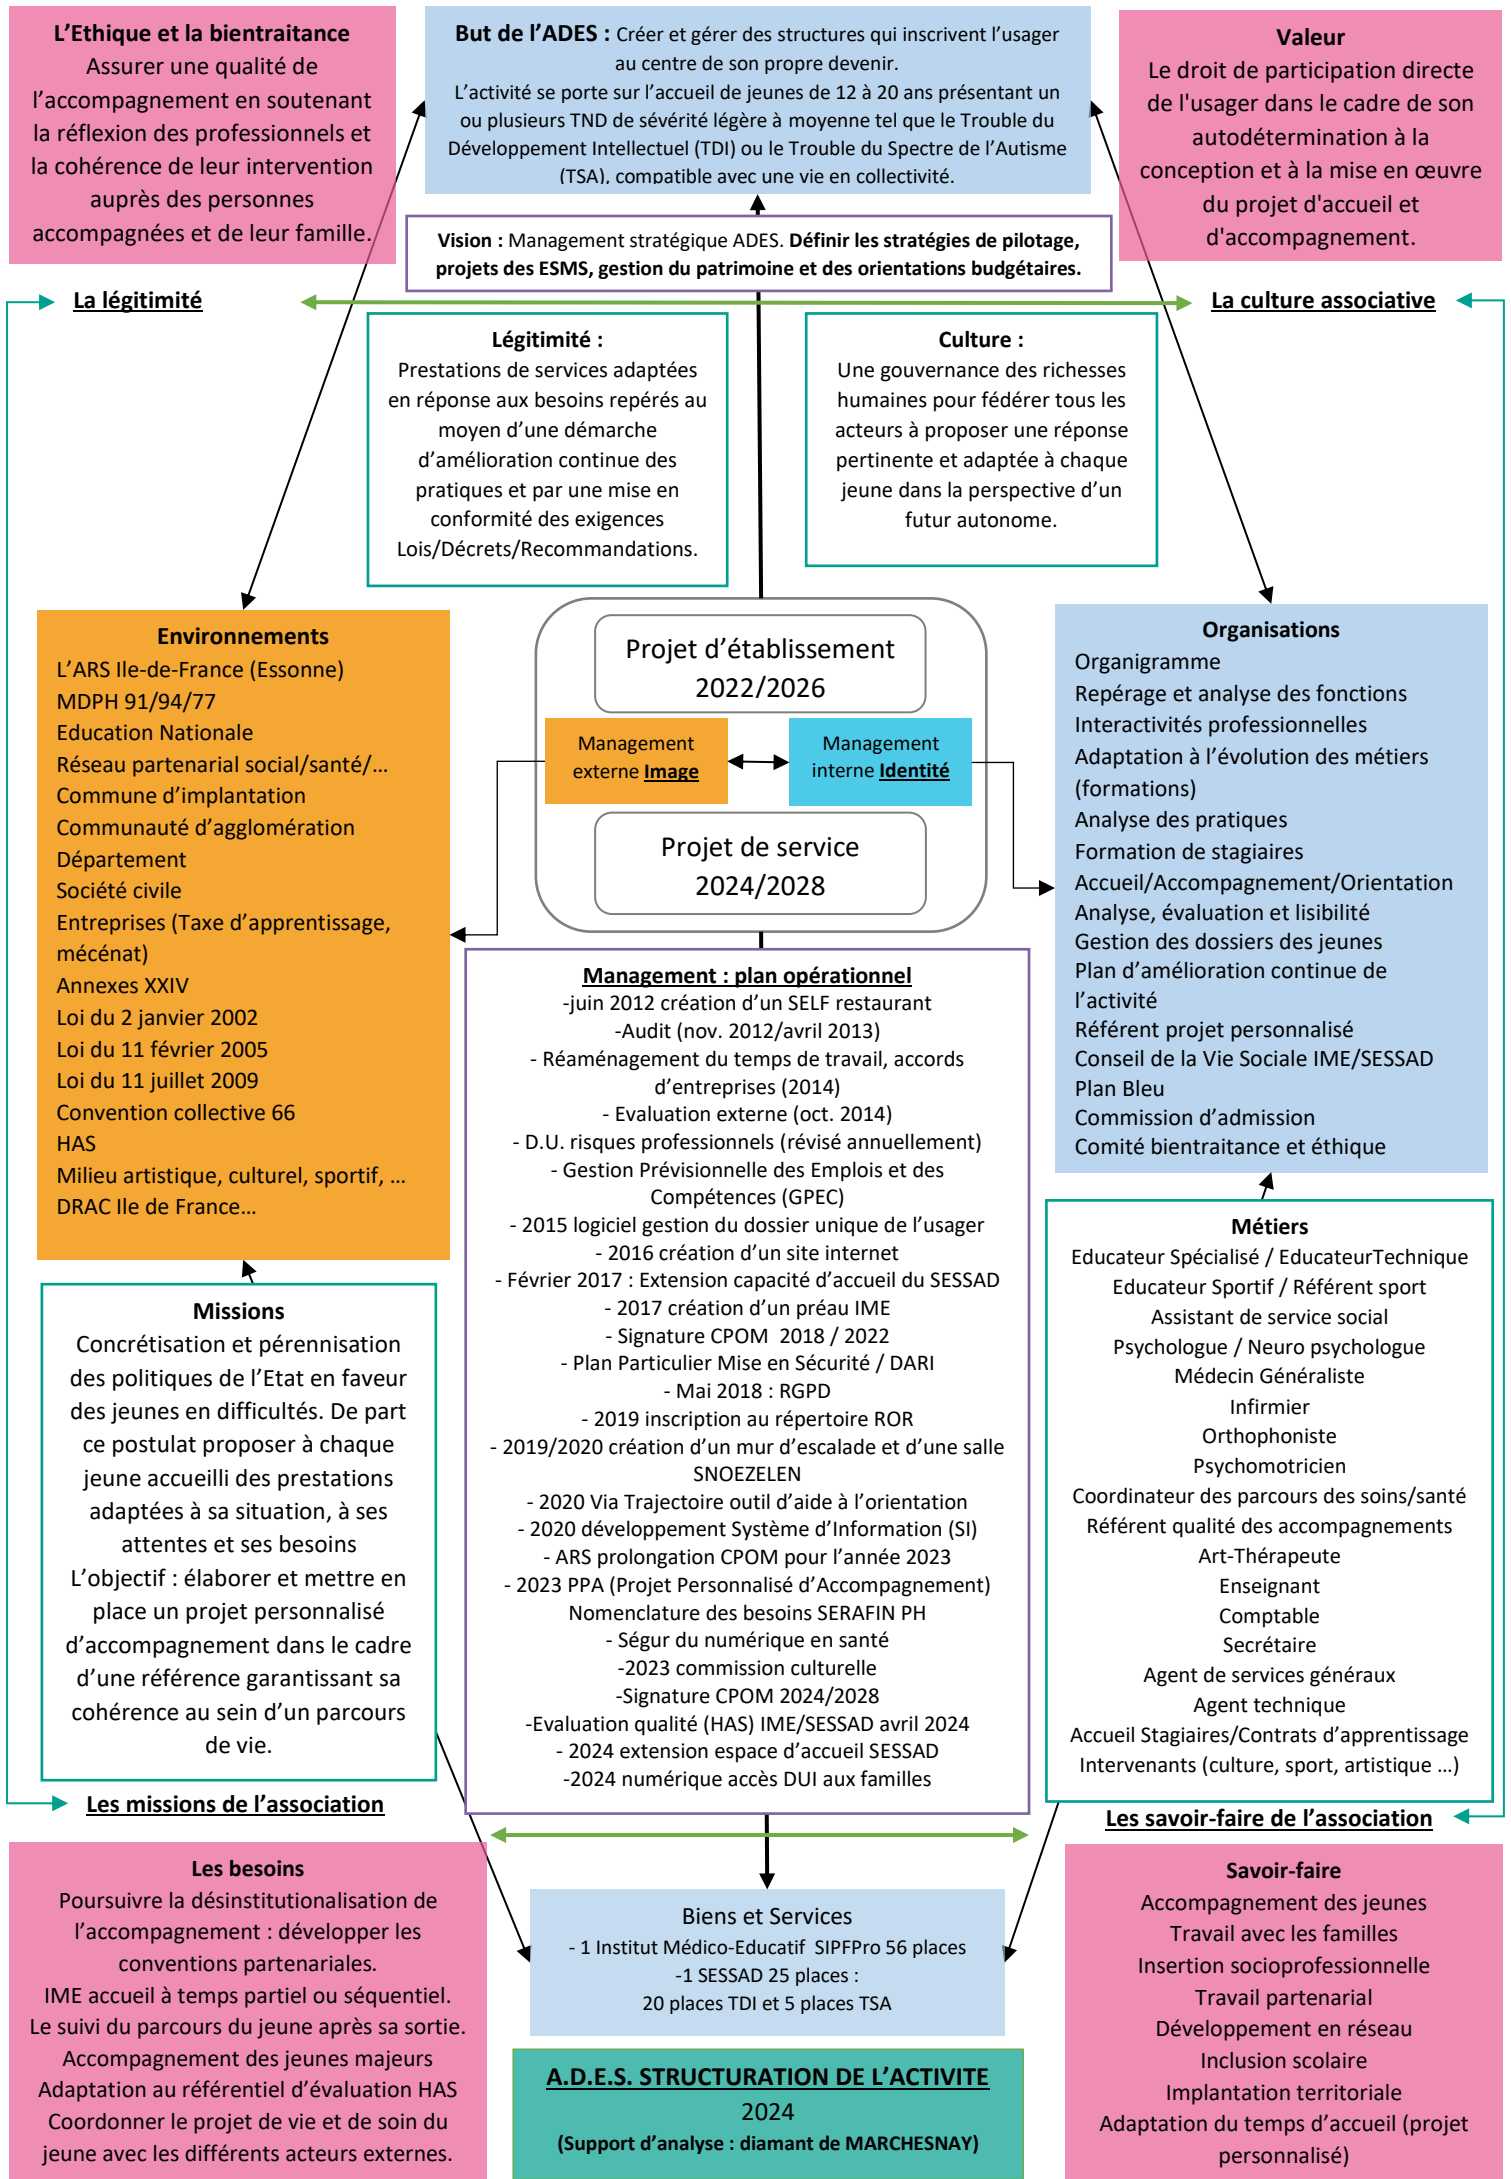 L'Ethique et la bientraitance
Assurer une qualité de
l'accompagnement en soutenant
la réflexion des professionnels et
la cohérence de leur intervention
auprès des personnes
accompagnées et de leur famille.
But de l'ADES : Créer et gérer des structures qui inscrivent l'usager
au centre de son propre devenir.
L'activité se porte sur l'accueil de jeunes de 12 à 20 ans présentant un
ou plusieurs TND de sévérité légère à moyenne tel que le Trouble du
Développement Intellectuel (TDI) ou le Trouble du Spectre de l'Autisme
(TSA), compatible avec une vie en collectivité.
Valeur
Le droit de participation directe
de l'usager dans le cadre de son
autodétermination à la
conception et à la mise en œuvre
du projet d'accueil et
d'accompagnement.
Vision : Management stratégique ADES. Définir les stratégies de pilotage,
projets des ESMS, gestion du patrimoine et des orientations budgétaires.
La légitimité
La culture associative
Légitimité :
Prestations de services adaptées
en réponse aux besoins repérés au
moyen d'une démarche
d'amélioration continue des
pratiques et par une mise en
conformité des exigences
Lois/Décrets/Recommandations.
Culture :
Une gouvernance des richesses
humaines pour fédérer tous les
acteurs à proposer une réponse
pertinente et adaptée à chaque
jeune dans la perspective d'un
futur autonome.
Environnements
L'ARS Ile-de-France (Essonne)
MDPH 91/94/77
Education Nationale
Réseau partenarial social/santé/…
Commune d'implantation
Communauté d'agglomération
Département
Société civile
Entreprises (Taxe d'apprentissage,
mécénat)
Annexes XXIV
Loi du 2 janvier 2002
Loi du 11 février 2005
Loi du 11 juillet 2009
Convention collective 66
HAS
Milieu artistique, culturel, sportif, …
DRAC Ile de France…
Projet d'établissement
2022/2026
Management
externe Image
Management
interne Identité
Projet de service
2024/2028
Organisations
Organigramme
Repérage et analyse des fonctions
Interactivités professionnelles
Adaptation à l'évolution des métiers
(formations)
Analyse des pratiques
Formation de stagiaires
Accueil/Accompagnement/Orientation
Analyse, évaluation et lisibilité
Gestion des dossiers des jeunes
Plan d'amélioration continue de
l'activité
Référent projet personnalisé
Conseil de la Vie Sociale IME/SESSAD
Plan Bleu
Commission d'admission
Comité bientraitance et éthique
Management : plan opérationnel
-juin 2012 création d'un SELF restaurant
-Audit (nov. 2012/avril 2013)
- Réaménagement du temps de travail, accords
d'entreprises (2014)
- Evaluation externe (oct. 2014)
- D.U. risques professionnels (révisé annuellement)
- Gestion Prévisionnelle des Emplois et des
Compétences (GPEC)
- 2015 logiciel gestion du dossier unique de l'usager
- 2016 création d'un site internet
- Février 2017 : Extension capacité d'accueil du SESSAD
- 2017 création d'un préau IME
- Signature CPOM 2018 / 2022
- Plan Particulier Mise en Sécurité / DARI
- Mai 2018 : RGPD
- 2019 inscription au répertoire ROR
- 2019/2020 création d'un mur d'escalade et d'une salle
SNOEZELEN
- 2020 Via Trajectoire outil d'aide à l'orientation
- 2020 développement Système d'Information (SI)
- ARS prolongation CPOM pour l'année 2023
- 2023 PPA (Projet Personnalisé d'Accompagnement)
Nomenclature des besoins SERAFIN PH
- Ségur du numérique en santé
-2023 commission culturelle
-Signature CPOM 2024/2028
-Evaluation qualité (HAS) IME/SESSAD avril 2024
- 2024 extension espace d'accueil SESSAD
-2024 numérique accès DUI aux familles
Missions
Concrétisation et pérennisation
des politiques de l'Etat en faveur
des jeunes en difficultés. De part
ce postulat proposer à chaque
jeune accueilli des prestations
adaptées à sa situation, à ses
attentes et ses besoins
L'objectif : élaborer et mettre en
place un projet personnalisé
d'accompagnement dans le cadre
d'une référence garantissant sa
cohérence au sein d'un parcours
de vie.
Métiers
Educateur Spécialisé / EducateurTechnique
Educateur Sportif / Référent sport
Assistant de service social
Psychologue / Neuro psychologue
Médecin Généraliste
Infirmier
Orthophoniste
Psychomotricien
Coordinateur des parcours des soins/santé
Référent qualité des accompagnements
Art-Thérapeute
Enseignant
Comptable
Secrétaire
Agent de services généraux
Agent technique
Accueil Stagiaires/Contrats d'apprentissage
Intervenants (culture, sport, artistique …)
Les missions de l'association
Les savoir-faire de l'association
Les besoins
Poursuivre la désinstitutionalisation de
l'accompagnement : développer les
conventions partenariales.
IME accueil à temps partiel ou séquentiel.
Le suivi du parcours du jeune après sa sortie.
Accompagnement des jeunes majeurs
Adaptation au référentiel d'évaluation HAS
Coordonner le projet de vie et de soin du
jeune avec les différents acteurs externes.
Biens et Services
- 1 Institut Médico-Educatif SIPFPro 56 places
-1 SESSAD 25 places :
20 places TDI et 5 places TSA
A.D.E.S. STRUCTURATION DE L'ACTIVITE
2024
(Support d'analyse : diamant de MARCHESNAY)
Savoir-faire
Accompagnement des jeunes
Travail avec les familles
Insertion socioprofessionnelle
Travail partenarial
Développement en réseau
Inclusion scolaire
Implantation territoriale
Adaptation du temps d'accueil (projet
personnalisé)